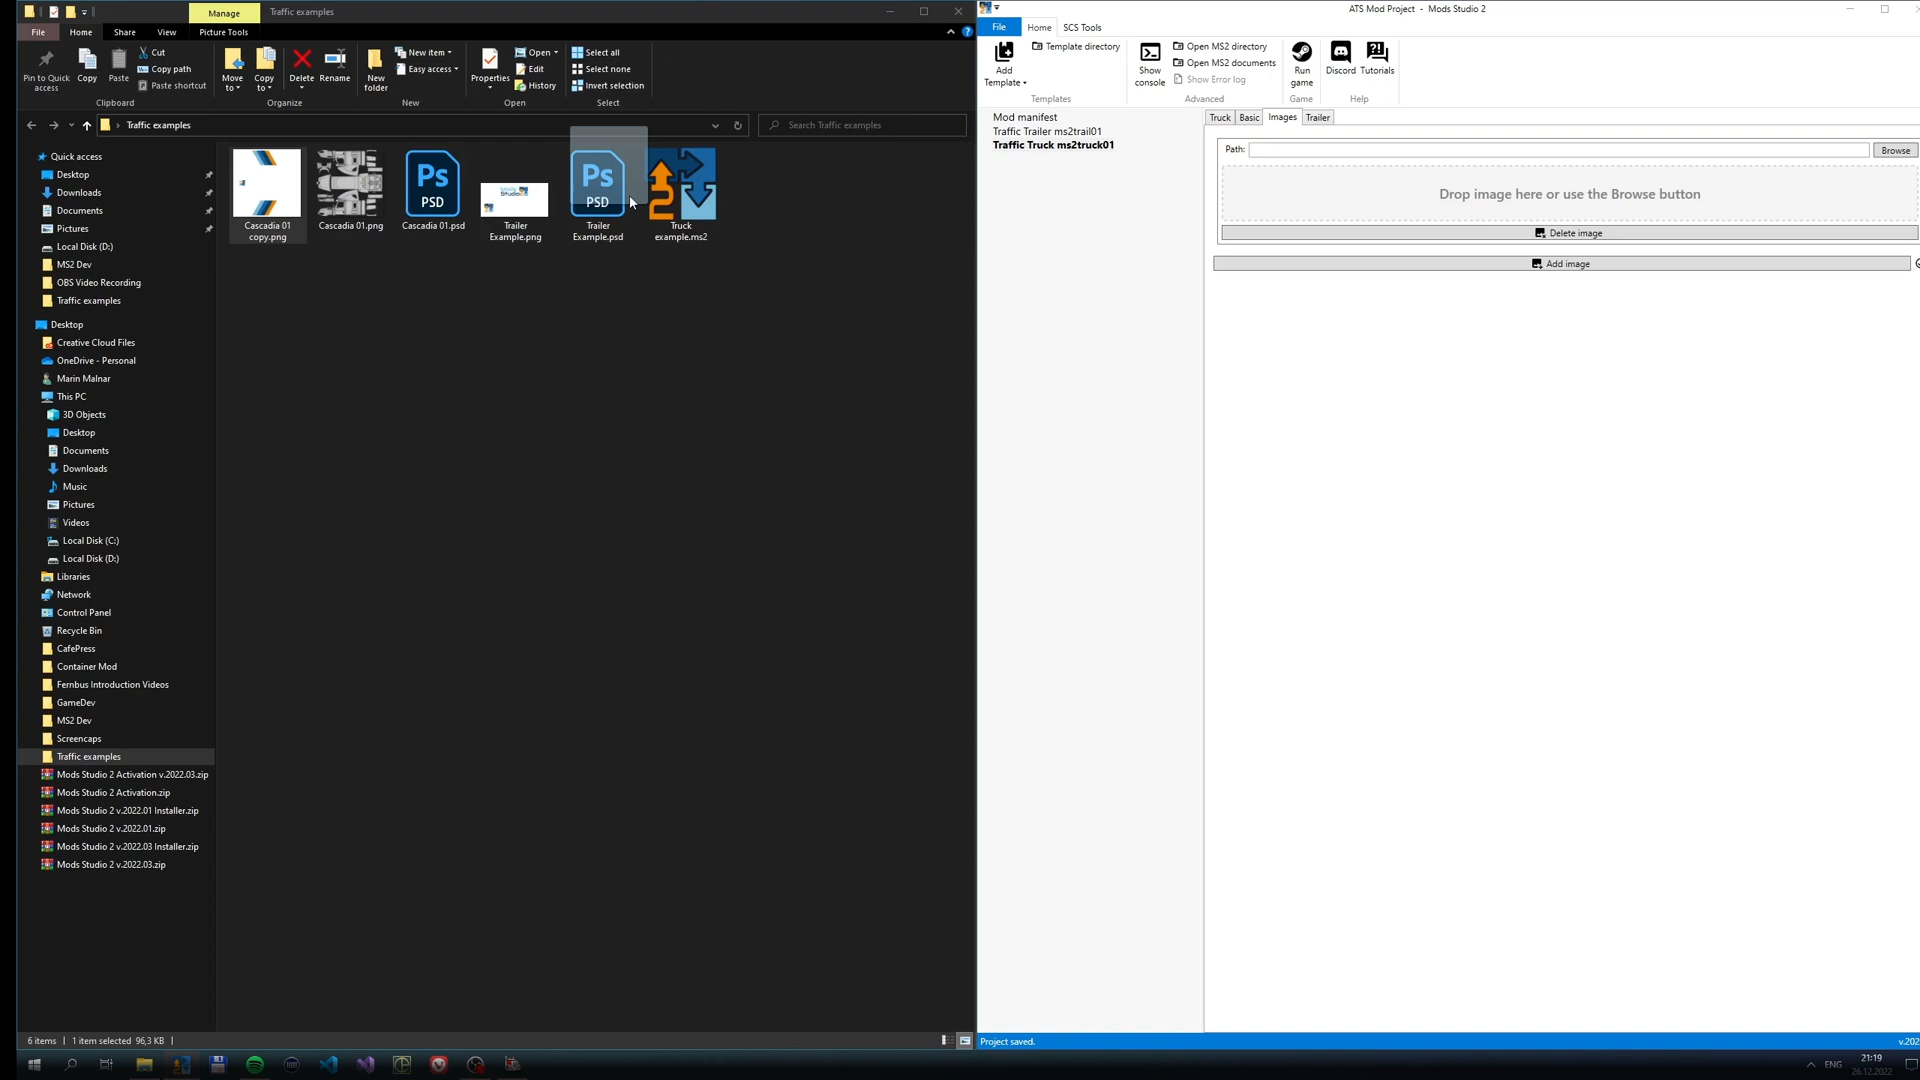 Manage
Traffic examples
File
Home
Share
View
Picture Tools
Pin to Quick access
Copy
Paste
Cut
Copy path
Paste shortcut
Clipboard
Move to
Copy to
Delete
Rename
Organize
New folder
New item
Easy access
New
Properties
Open
Edit
History
Open
Select all
Select none
Invert selection
Select
Traffic examples
Search Traffic examples
Quick access
Desktop
Downloads
Documents
Pictures
Local Disk (D:)
MS2 Dev
OBS Video Recording
Traffic examples
Desktop
Creative Cloud Files
OneDrive - Personal
Marin Malnar
This PC
3D Objects
Desktop
Documents
Downloads
Music
Pictures
Videos
Local Disk (C:)
Local Disk (D:)
Libraries
Network
Control Panel
Recycle Bin
CafePress
Container Mod
Fernbus Introduction Videos
GameDev
MS2 Dev
Screencaps
Traffic examples
Mods Studio 2 Activation v.2022.03.zip
Mods Studio 2 Activation.zip
Mods Studio 2 v.2022.01 Installer.zip
Mods Studio 2 v.2022.01.zip
Mods Studio 2 v.2022.03 Installer.zip
Mods Studio 2 v.2022.03.zip
Cascadia 01 copy.png
Cascadia 01.png
Ps
PSD
Cascadia 01.psd
Mods
Studio
Trailer Example.png
Ps
PSD
Trailer Example.psd
Truck example.ms2
6 items
1 item selected 96,3 KB
ATS Mod Project - Mods Studio 2
File
Home
SCS Tools
Add Template
Template directory
Templates
Show console
Open MS2 directory
Open MS2 documents
Show Error log
Advanced
Run game
Game
Discord
Tutorials
Help
Mod manifest
Traffic Trailer ms2trail01
Traffic Truck ms2truck01
Truck
Basic
Images
Trailer
Path:
Browse
Drop image here or use the Browse button
Delete image
Add image
Project saved.
v.202
ENG
21:19
26.12.2022